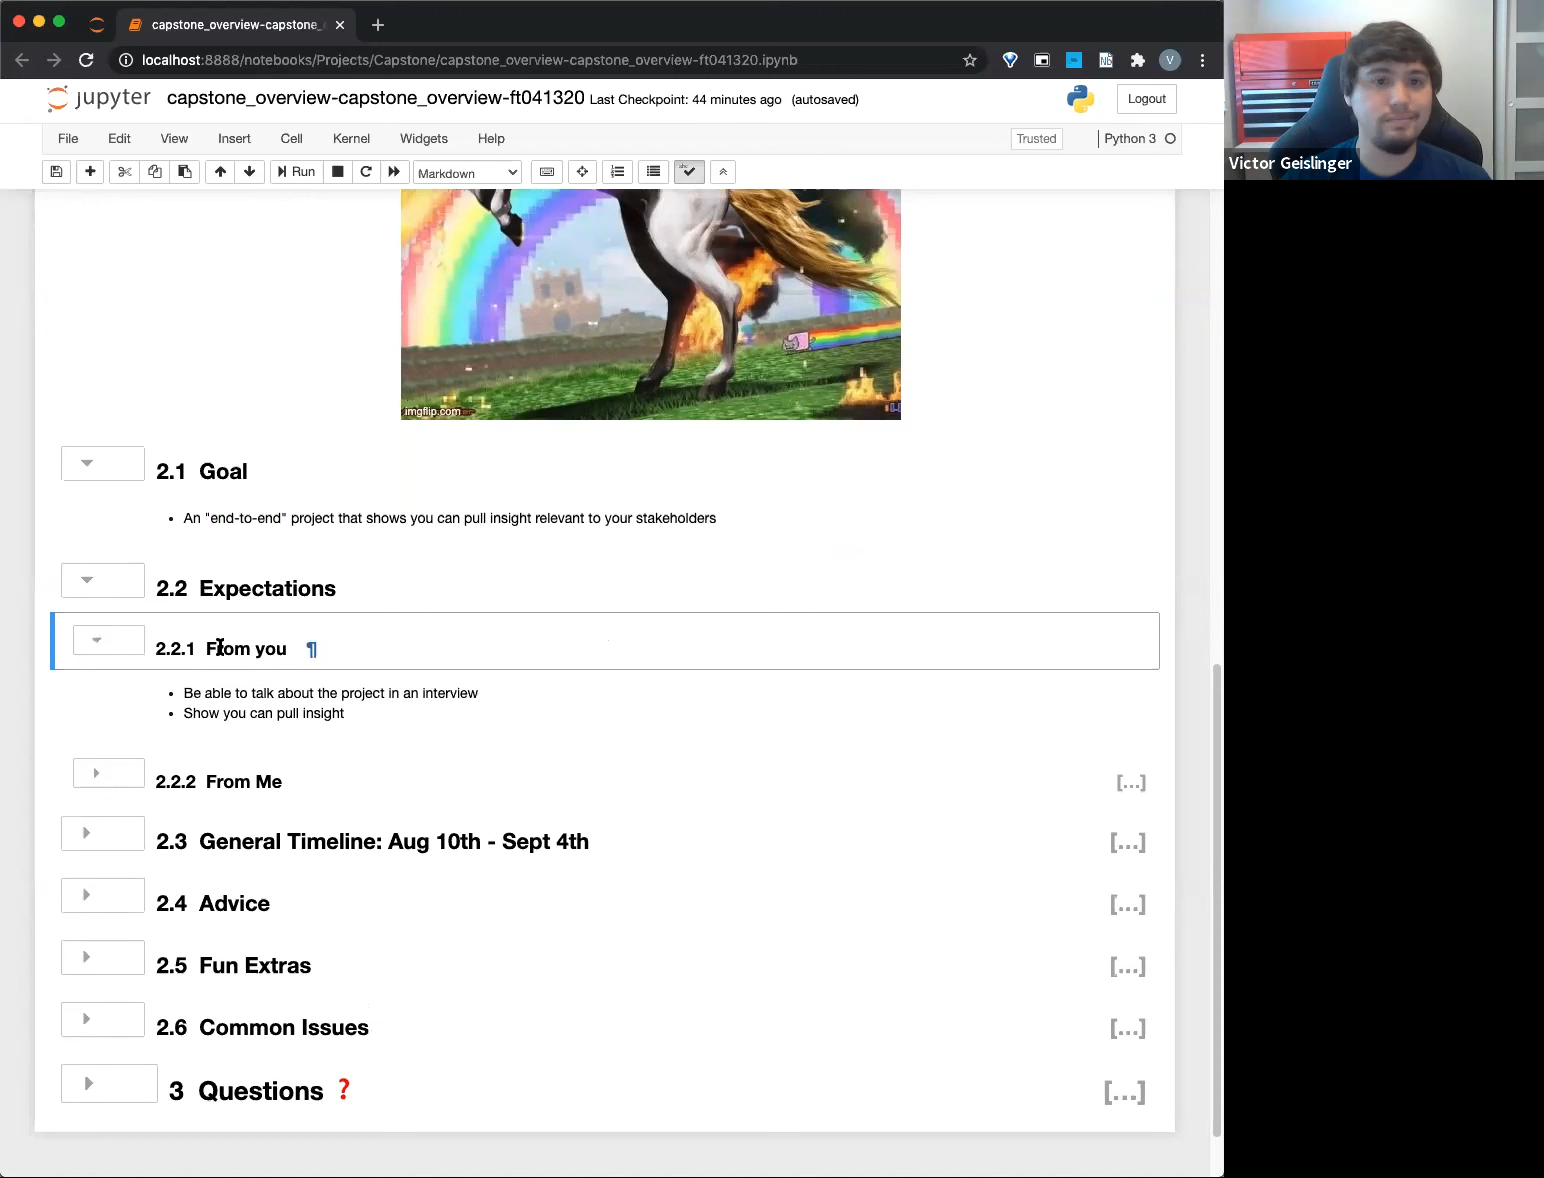 capstone_overview-capstone_
localhost:8888/notebooks/Projects/Capstone/capstone_overview-capstone_overview-ft041320.ipynb
V
jupyter capstone_overview-capstone_overview-ft041320 Last Checkpoint: 44 minutes ago (autosaved)
Logout
File Edit View Insert Cell Kernel Widgets Help
Trusted Python 3
Run Markdown
Victor Geislinger
imgflip.com
2.1 Goal
• An "end-to-end" project that shows you can pull insight relevant to your stakeholders
2.2 Expectations
2.2.1 From you ¶
• Be able to talk about the project in an interview
• Show you can pull insight
2.2.2 From Me [...]
2.3 General Timeline: Aug 10th - Sept 4th [...]
2.4 Advice [...]
2.5 Fun Extras [...]
2.6 Common Issues [...]
3 Questions ❓ [...]